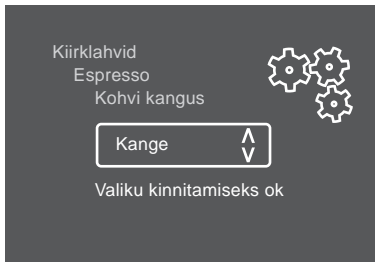 Kiirklahvid
Espresso
Kohvi kangus
Kange
Valiku kinnitamiseks ok